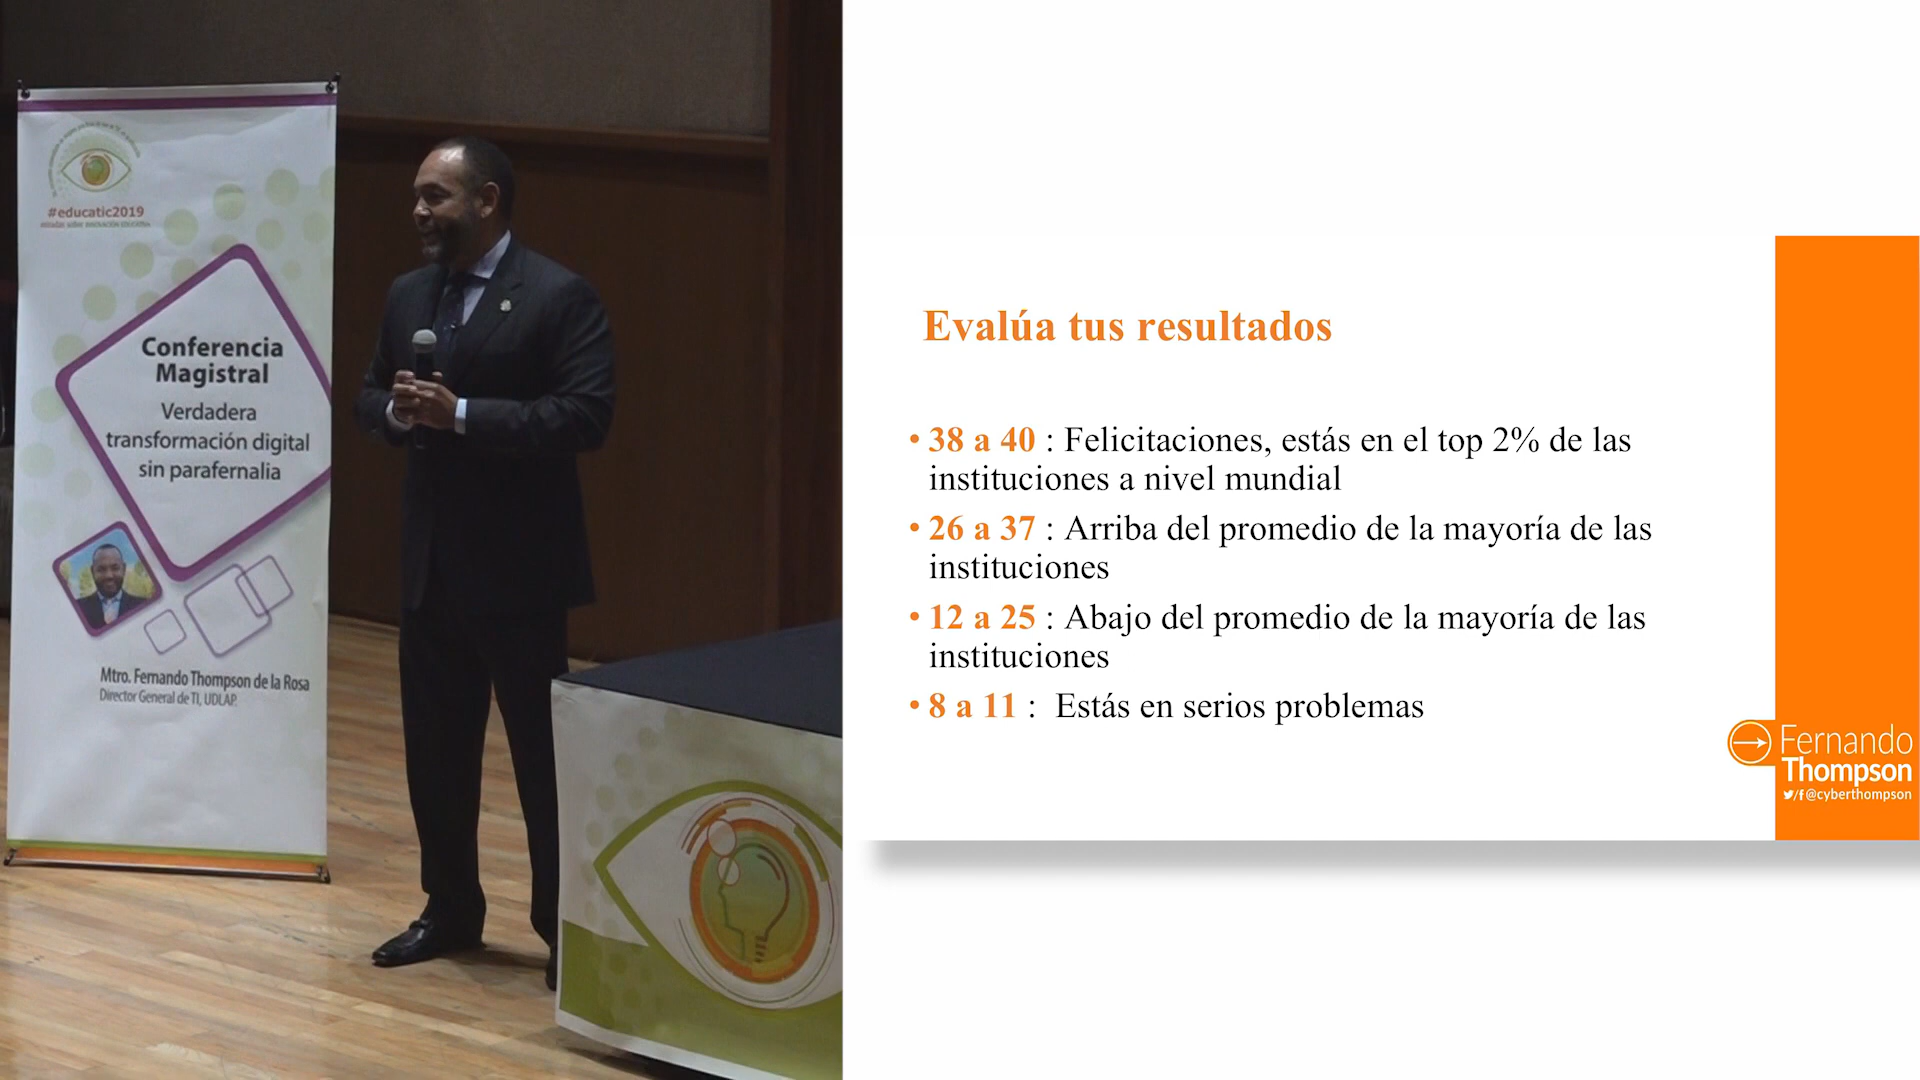 #educatic2019
Conferencia
Magistral
Verdadera
transformación digital
sin parafernalia
Mtro. Fernando Thompson de la Rosa
Director General de TI, UDLAP.
Evalúa tus resultados
• 38 a 40 : Felicitaciones, estás en el top 2% de las
instituciones a nivel mundial
• 26 a 37 : Arriba del promedio de la mayoría de las
instituciones
• 12 a 25 : Abajo del promedio de la mayoría de las
instituciones
• 8 a 11 : Estás en serios problemas
Fernando
Thompson
/f @cyberthompson